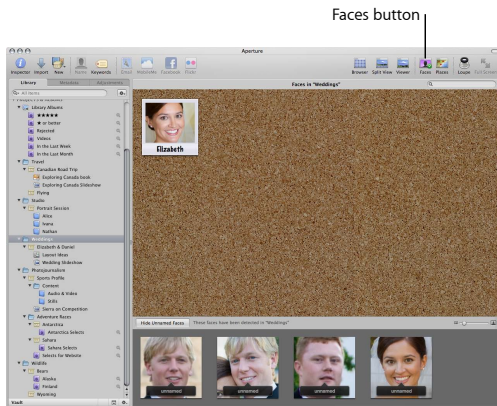 Faces button
Aperture
Inspector Import New Name Keywords Email MobileMe Facebook Flickr Browser Split View Viewer Faces Places Loupe Full Screen
Library Metadata Adjustments
Faces in "Weddings"
All Items
Library Albums
★★★★★
★ or better
Rejected
Videos
In the Last Week
In the Last Month
Travel
Canadian Road Trip
Exploring Canada book
Exploring Canada Slideshow
Flying
Studio
Portrait Session
Alice
Ivana
Nathan
Weddings
Elizabeth & Daniel
Layout ideas
Wedding Slideshow
Photojournalism
Sports Profile
Content
Audio & Video
Stills
Sierra on Competition
Adventure Races
Antarctica
Antarctica Selects
Sahara
Sahara Selects
Selects for Website
Wildlife
Bears
Alaska
Finland
Wyoming
Vault
Elizabeth
Hide Unnamed Faces These faces have been detected in "Weddings"
unnamed unnamed unnamed unnamed